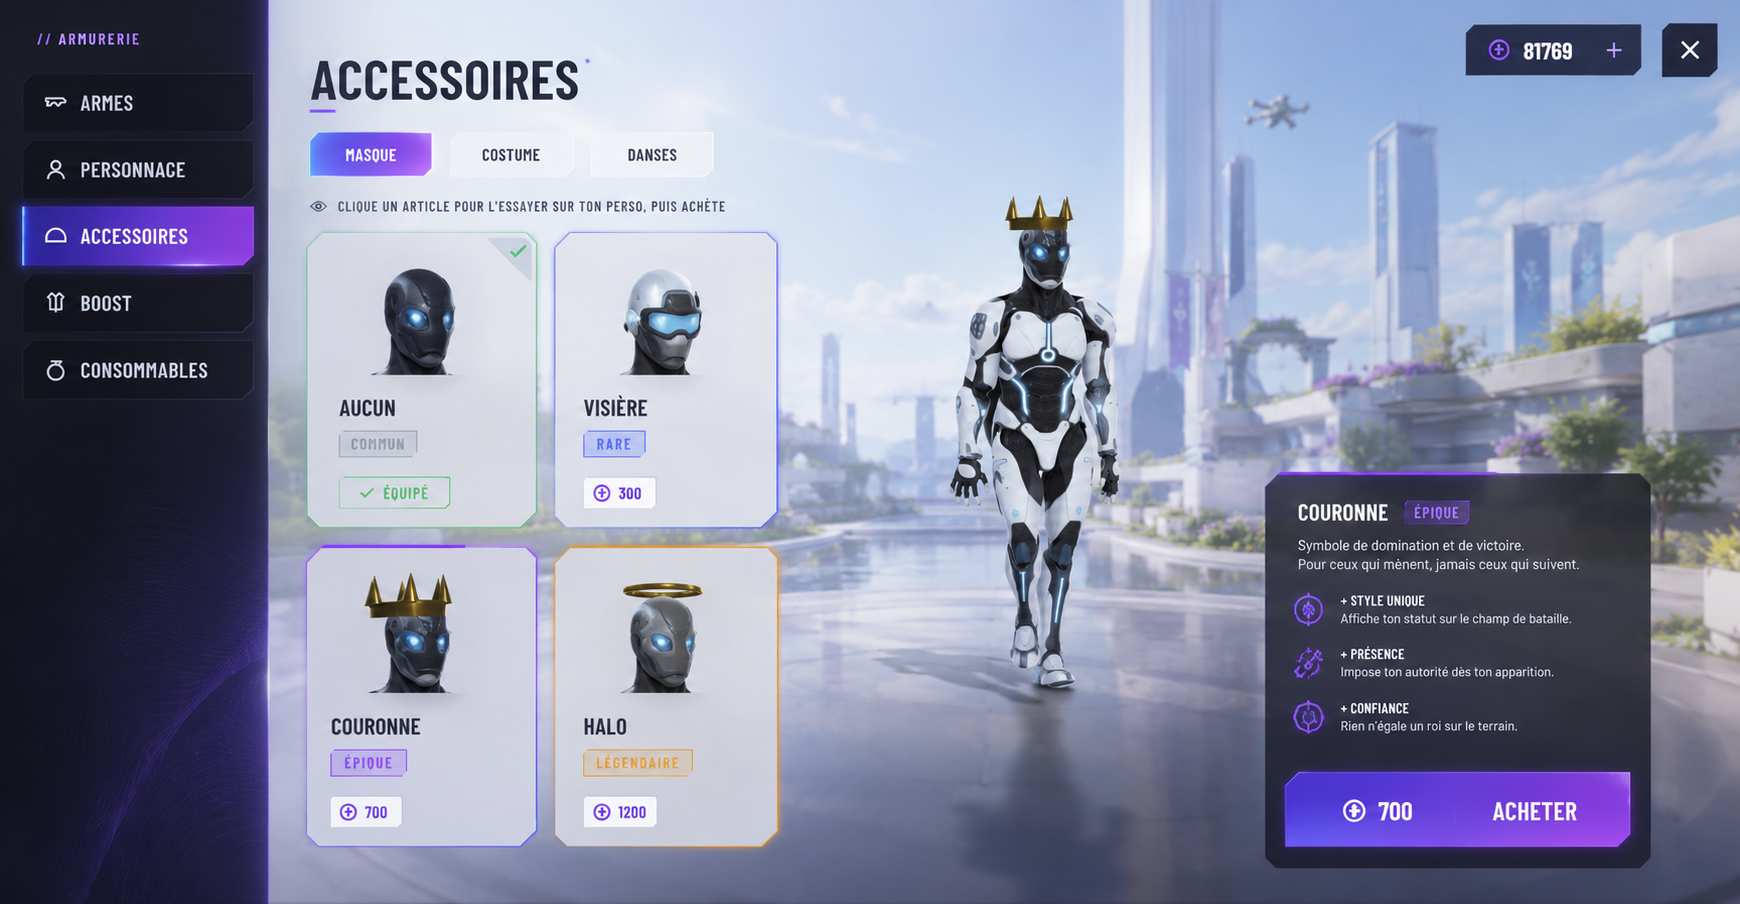 // ARMURERIE
ARMES
PERSONNACE
ACCESSOIRES
BOOST
CONSOMMABLES
ACCESSOIRES
MASQUE
COSTUME
DANSES
CLIQUE UN ARTICLE POUR L'ESSAYER SUR TON PERSO, PUIS ACHÈTE
AUCUN
COMMUN
ÉQUIPÉ
VISIÈRE
RARE
300
COURONNE
ÉPIQUE
700
HALO
LÉGENDAIRE
1200
81769
COURONNE ÉPIQUE
Symbole de domination et de victoire.
Pour ceux qui mènent, jamais ceux qui suivent.
+ STYLE UNIQUE
Affiche ton statut sur le champ de bataille.
+ PRÉSENCE
Impose ton autorité dès ton apparition.
+ CONFIANCE
Rien n'égale un roi sur le terrain.
700 ACHETER